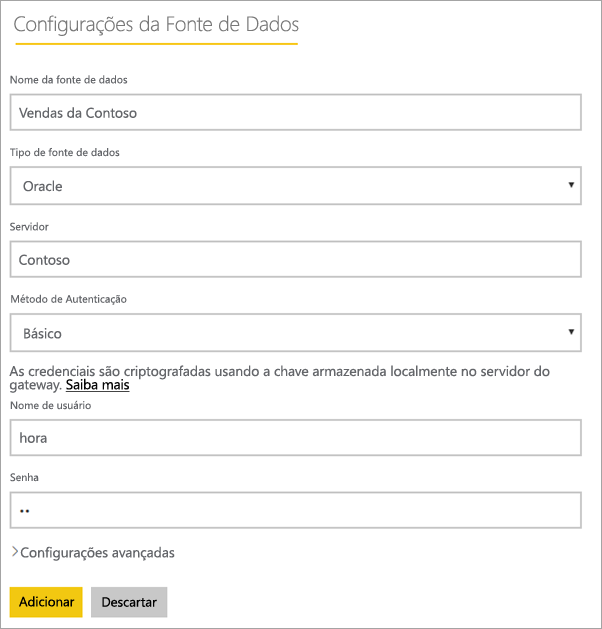 Configurações da Fonte de Dados
Nome da fonte de dados
Vendas da Contoso
Tipo de fonte de dados
Oracle
Servidor
Contoso
Método de Autenticação
Básico
As credenciais são criptografadas usando a chave armazenada localmente no servidor do
gateway. Saiba mais
Nome de usuário
hora
Senha
••
Configurações avançadas
Adicionar Descartar